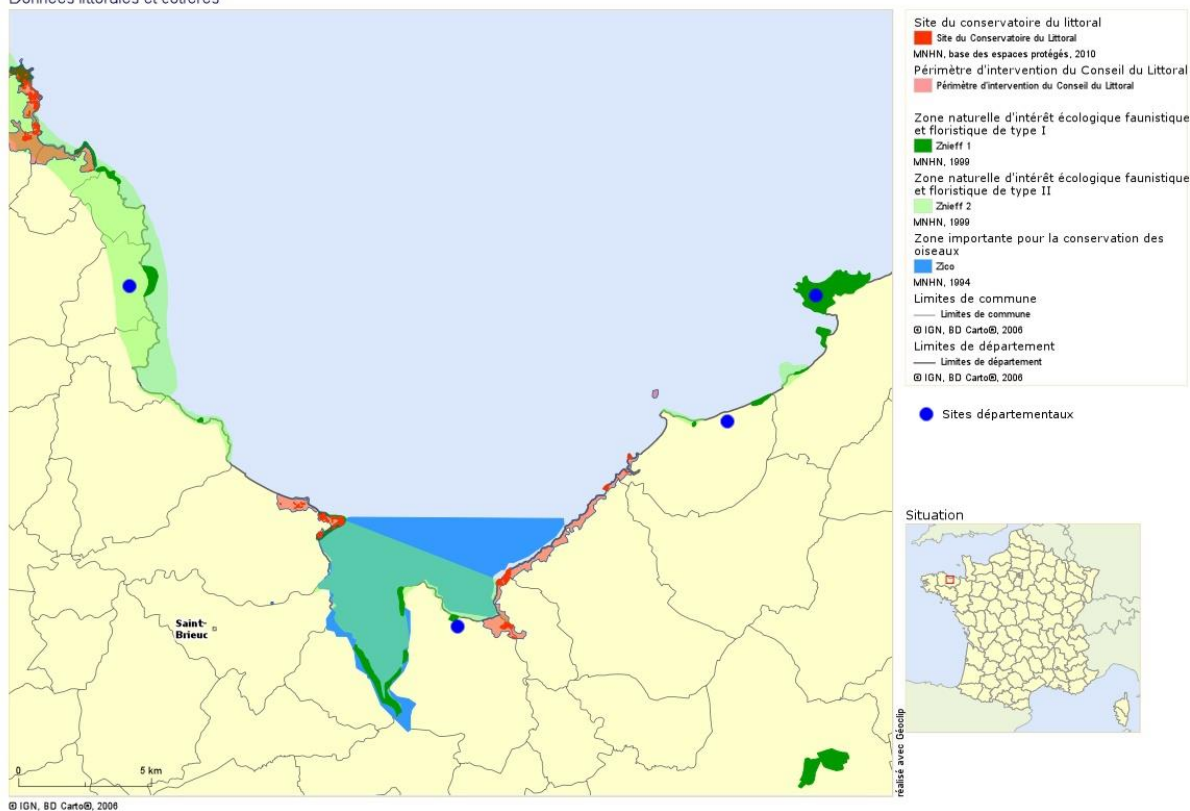 Données littorales et côtières
Site du conservatoire du littoral
Site du Conservatoire du Littoral
MNHN, base des espaces protégés, 2010
Périmètre d'intervention du Conseil du Littoral
Périmètre d'intervention du Conseil du Littoral
Zone naturelle d'intérêt écologique faunistique
et floristique de type I
Znieff 1
MNHN, 1999
Zone naturelle d'intérêt écologique faunistique
et floristique de type II
Znieff 2
MNHN, 1999
Zone importante pour la conservation des
oiseaux
Zico
MNHN, 1994
Limites de commune
Limites de commune
© IGN, BD Carto®, 2006
Limites de département
Limites de département
© IGN, BD Carto®, 2006
Sites départementaux
Situation
Saint-
Brieuc
0 5 km
réalisé avec Géoclip
© IGN, BD Carto®, 2006